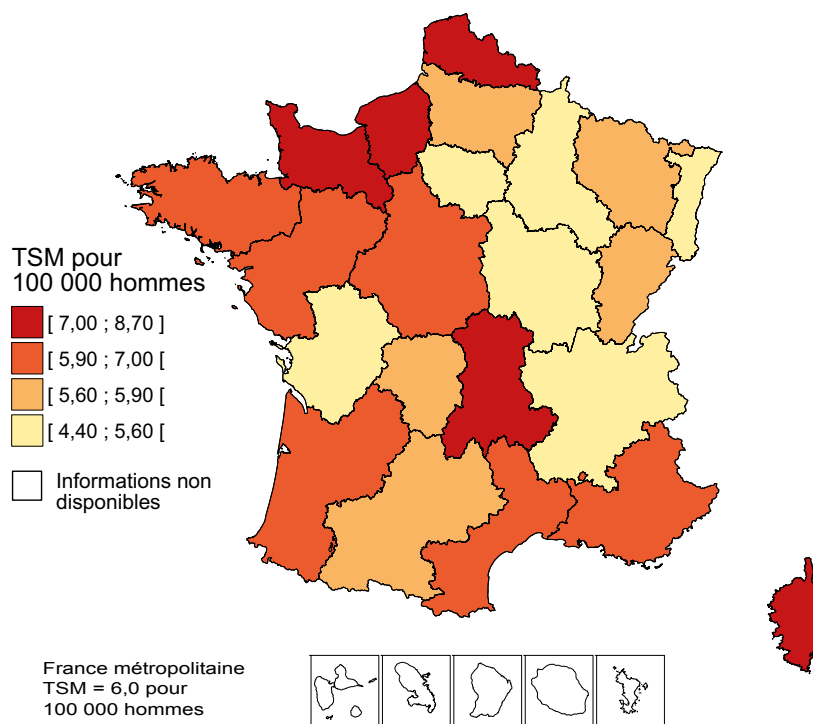 TSM pour
100 000 hommes
[ 7,00 ; 8,70 ]
[ 5,90 ; 7,00 [
[ 5,60 ; 5,90 [
[ 4,40 ; 5,60 [
Informations non
disponibles
France métropolitaine
TSM = 6,0 pour
100 000 hommes